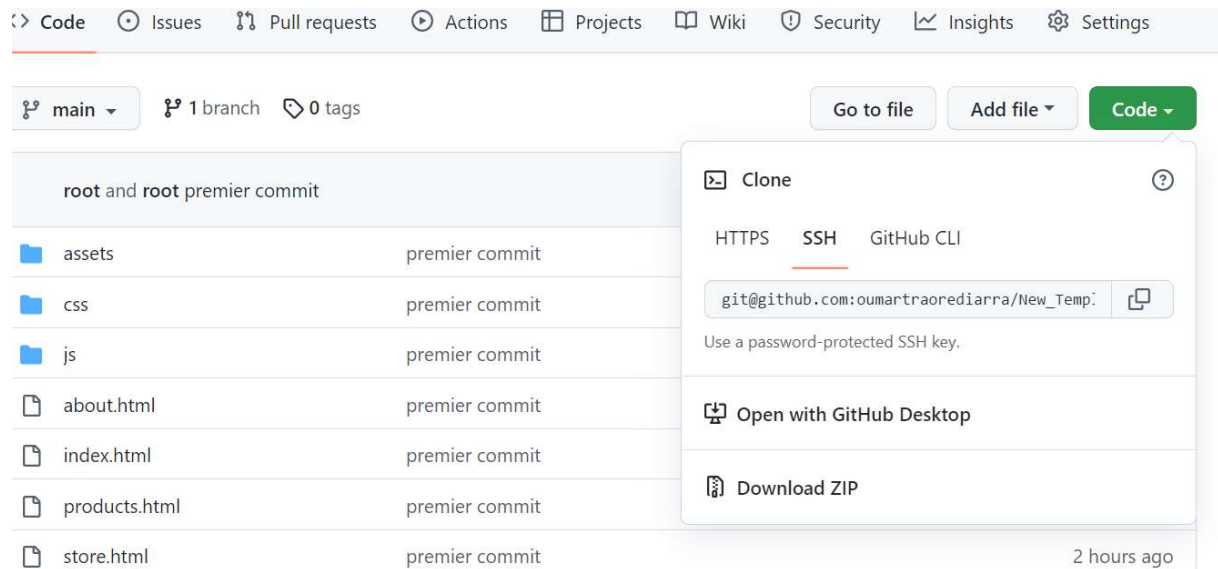 Code Issues Pull requests Actions Projects Wiki Security Insights Settings
main 1 branch 0 tags Go to file Add file Code
root and root premier commit
Clone
HTTPS SSH GitHub CLI
git@github.com:oumartraorediarra/New_Temp
Use a password-protected SSH key.
Open with GitHub Desktop
Download ZIP
assets premier commit
css premier commit
js premier commit
about.html premier commit
index.html premier commit
products.html premier commit
store.html premier commit 2 hours ago